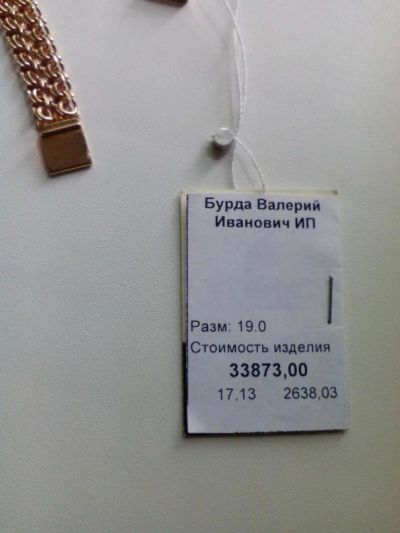 Бурда Валерий
Иванович ИП
Разм: 19.0
Стоимость изделия
33873,00
17,13 2638,03